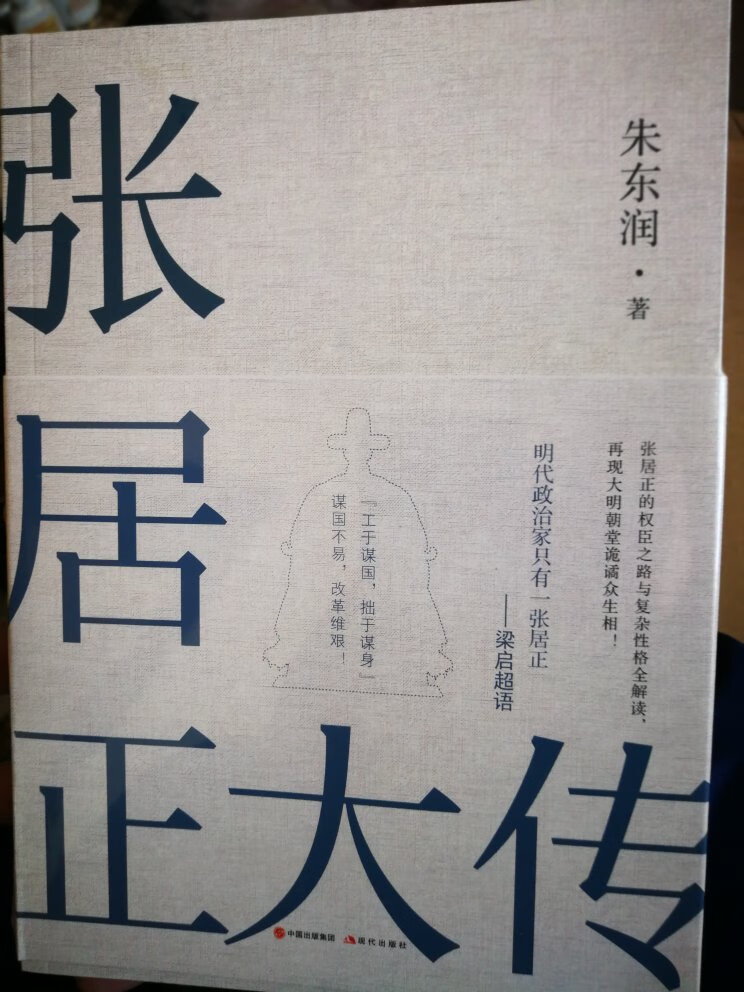 张居正大传
朱东润·著
张居正的权臣之路与复杂性格全解读，
再现大明朝堂诡谲众生相！
明代政治家只有一张居正
——梁启超语
『工于谋国，拙于谋身』
谋国不易，改革维艰！
中国出版集团
现代出版社